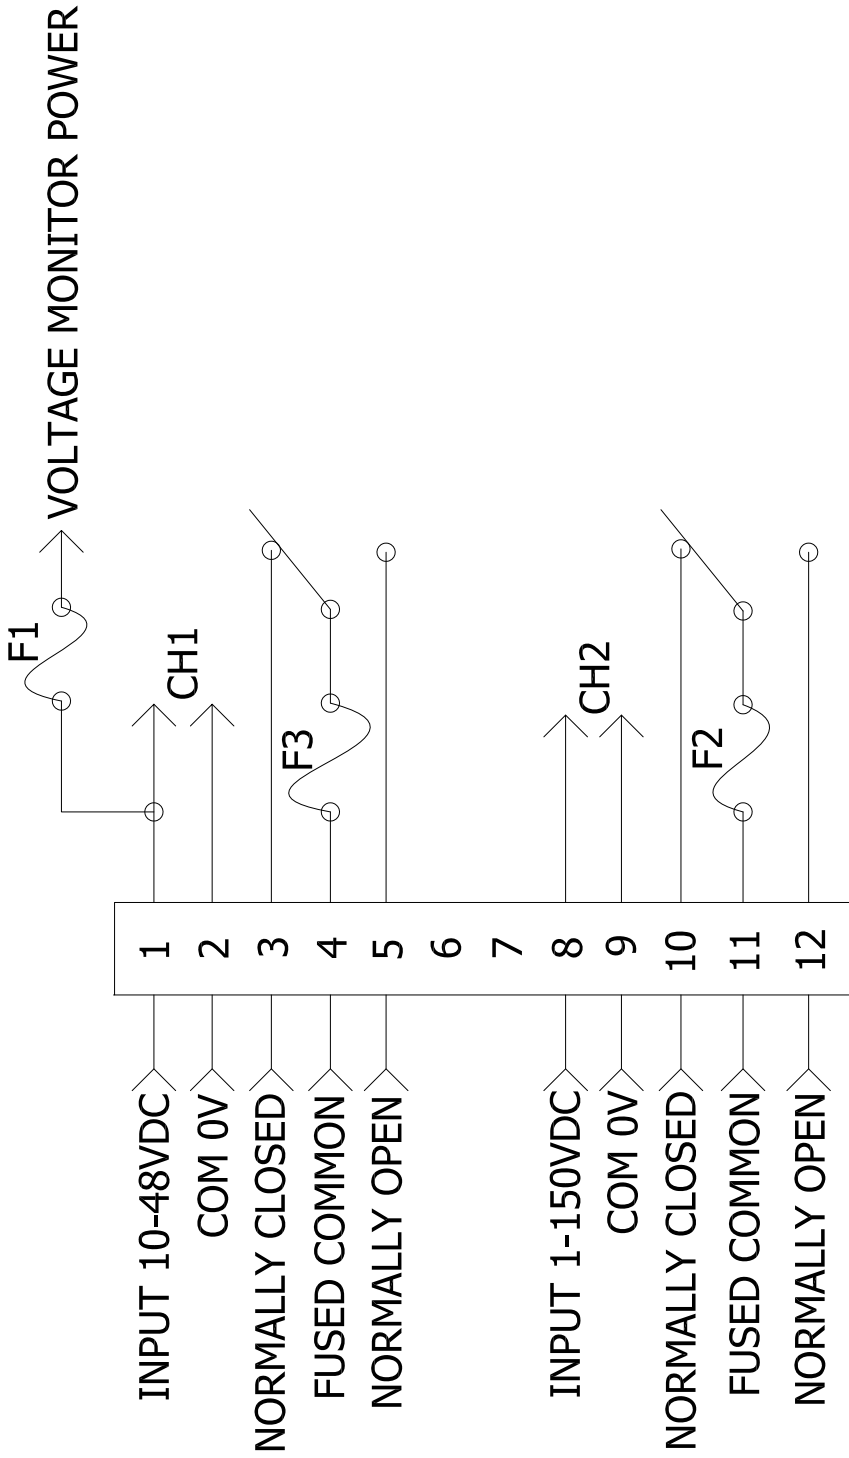 F1
VOLTAGE MONITOR POWER
INPUT 10-48VDC
1
CH1
COM 0V
2
NORMALLY CLOSED
3
F3
FUSED COMMON
4
NORMALLY OPEN
5
6
7
INPUT 1-150VDC
8
CH2
COM 0V
9
NORMALLY CLOSED
10
F2
FUSED COMMON
11
NORMALLY OPEN
12